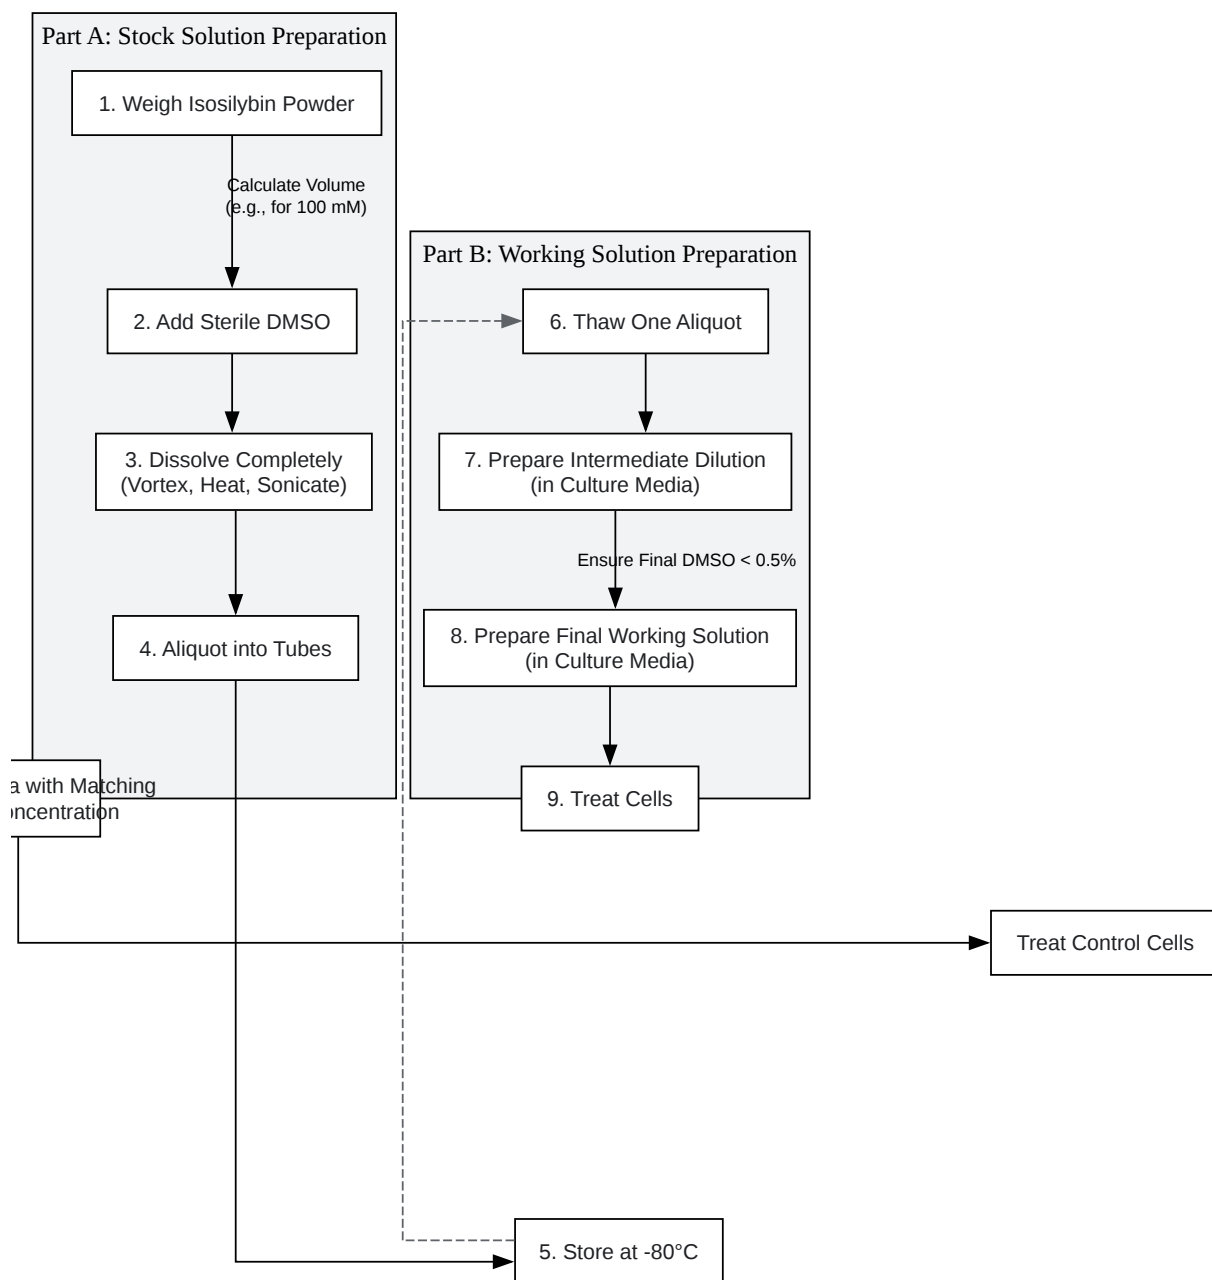 Part A: Stock Solution Preparation
1. Weigh Isosilybin Powder
Calculate Volume
(e.g., for 100 mM)
2. Add Sterile DMSO
3. Dissolve Completely
(Vortex, Heat, Sonicate)
4. Aliquot into Tubes
Part B: Working Solution Preparation
6. Thaw One Aliquot
7. Prepare Intermediate Dilution
(in Culture Media)
Ensure Final DMSO < 0.5%
8. Prepare Final Working Solution
(in Culture Media)
9. Treat Cells
with Matching
Treat Control Cells
5. Store at -80°C